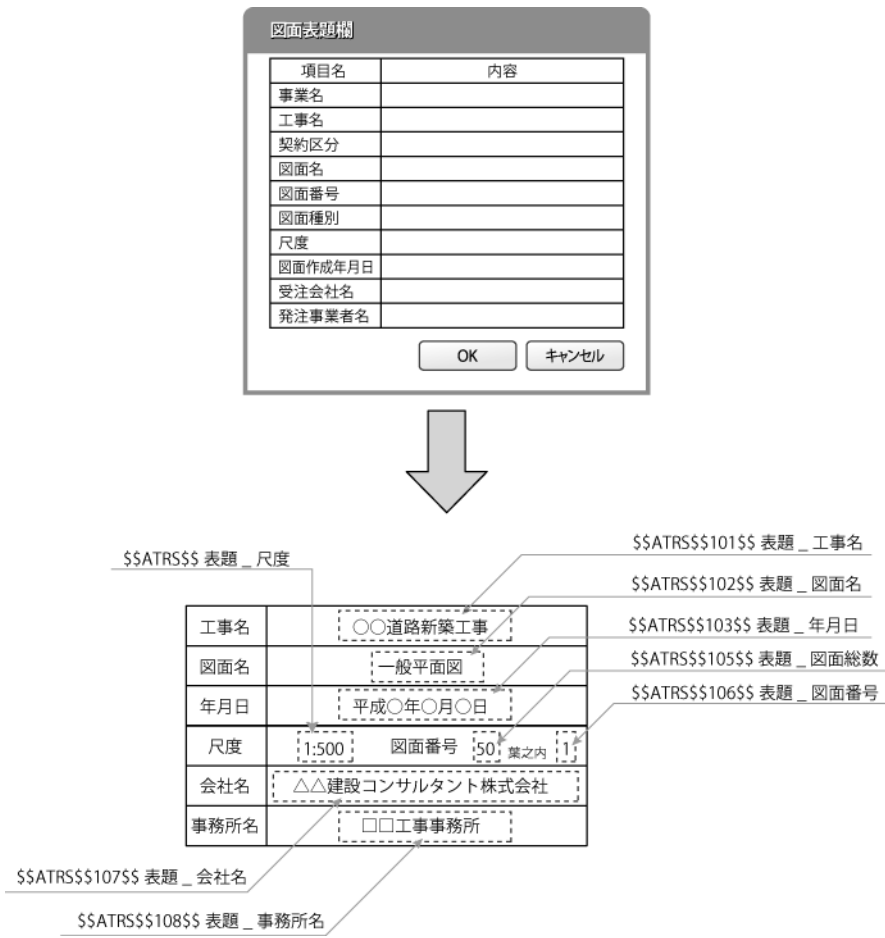 図面表題欄
項目名 内容
事業名
工事名
契約区分
図面名
図面番号
図面種別
尺度
図面作成年月日
受注会社名
発注事業者名
OK キャンセル
$$ATRS$$ 表題 _ 尺度
$$ATRS$$101$$ 表題 _ 工事名
$$ATRS$$102$$ 表題 _ 図面名
$$ATRS$$103$$ 表題 _ 年月日
$$ATRS$$105$$ 表題 _ 図面総数
$$ATRS$$106$$ 表題 _ 図面番号
工事名 ○○道路新築工事
図面名 一般平面図
年月日 平成○年○月○日
尺度 1:500 図面番号 50 葉之内 1
会社名 △△建設コンサルタント株式会社
事務所名 □□工事事務所
$$ATRS$$107$$ 表題 _ 会社名
$$ATRS$$108$$ 表題 _ 事務所名